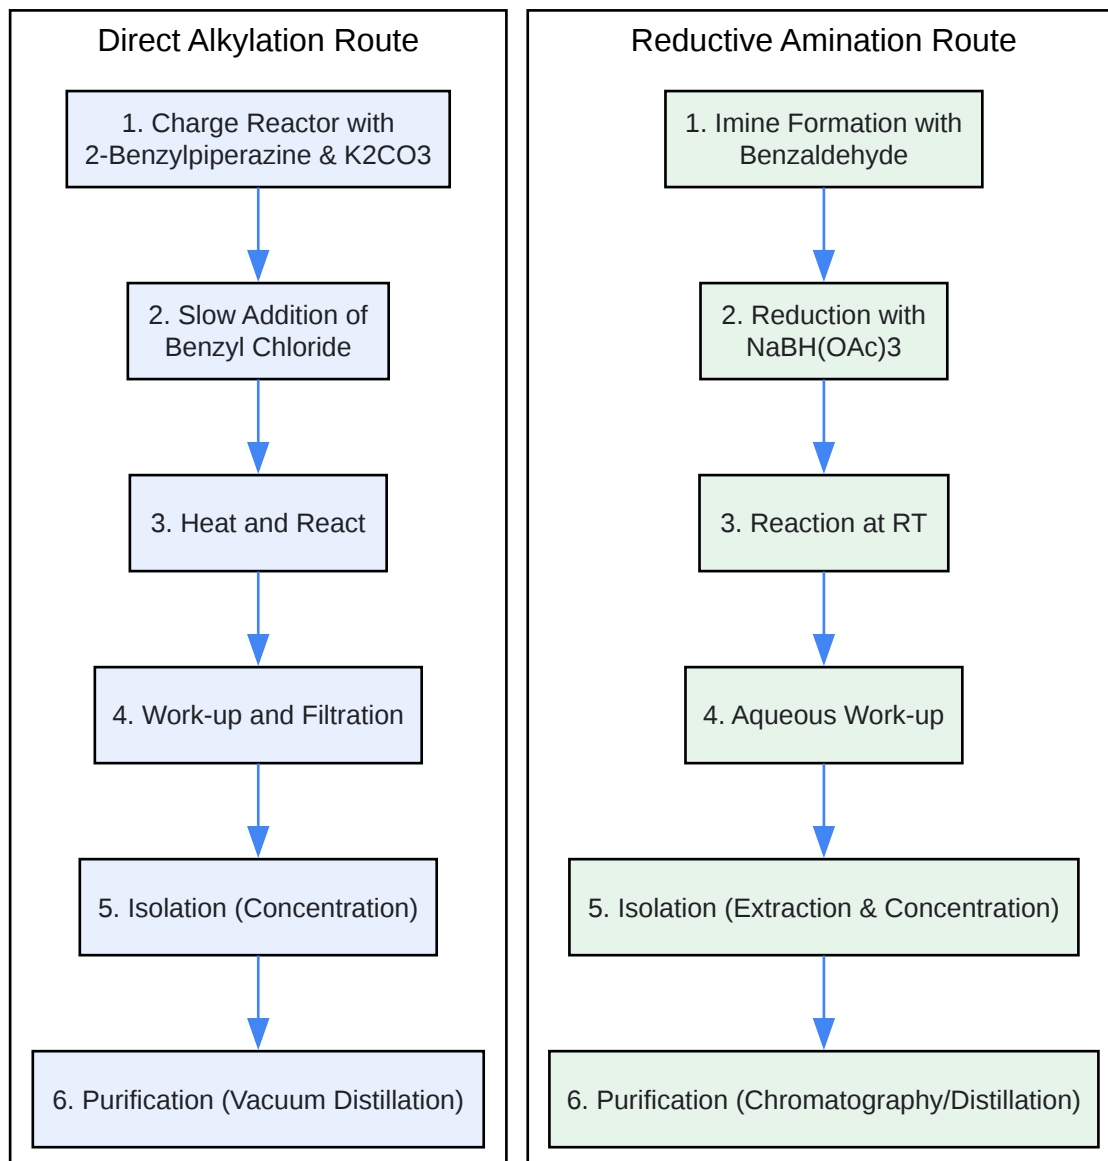 Direct Alkylation Route
1. Charge Reactor with
2-Benzylpiperazine & K2CO3
2. Slow Addition of
Benzyl Chloride
3. Heat and React
4. Work-up and Filtration
5. Isolation (Concentration)
6. Purification (Vacuum Distillation)
Reductive Amination Route
1. Imine Formation with
Benzaldehyde
2. Reduction with
NaBH(OAc)3
3. Reaction at RT
4. Aqueous Work-up
5. Isolation (Extraction & Concentration)
6. Purification (Chromatography/Distillation)